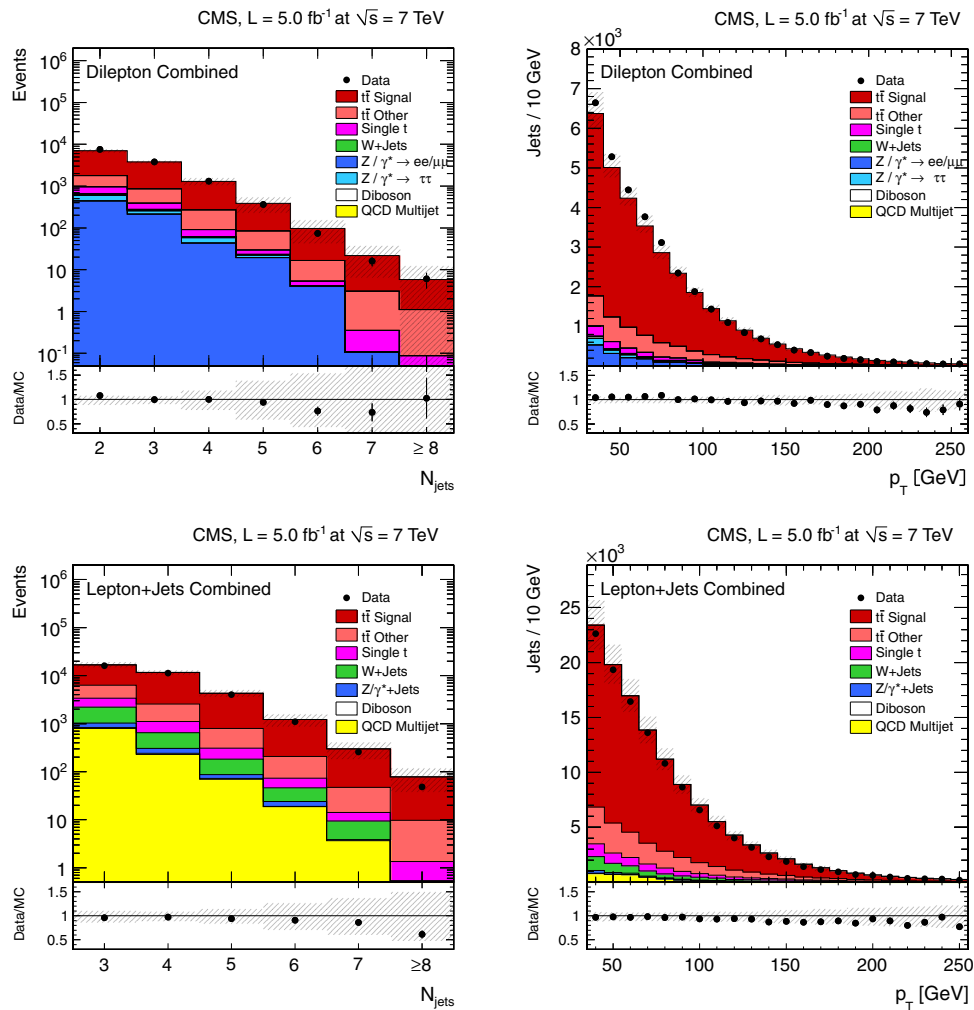 CMS, L = 5.0 fb⁻¹ at √s = 7 TeV
Events
Dilepton Combined
Data
tt̄ Signal
tt̄ Other
Single t
W+Jets
Z / γ* → ee/μμ
Z / γ* → ττ
Diboson
QCD Multijet
10⁶
10⁵
10⁴
10³
10²
10
1
10⁻¹
Data/MC
1.5
1
0.5
2 3 4 5 6 7 ≥ 8
N_jets
CMS, L = 5.0 fb⁻¹ at √s = 7 TeV
×10³
Jets / 10 GeV
Dilepton Combined
Data
tt̄ Signal
tt̄ Other
Single t
W+Jets
Z / γ* → ee/μμ
Z / γ* → ττ
Diboson
QCD Multijet
8
7
6
5
4
3
2
1
Data/MC
1.5
1
0.5
50 100 150 200 250
p_T [GeV]
CMS, L = 5.0 fb⁻¹ at √s = 7 TeV
Events
Lepton+Jets Combined
Data
tt̄ Signal
tt̄ Other
Single t
W+Jets
Z/γ*+Jets
Diboson
QCD Multijet
10⁶
10⁵
10⁴
10³
10²
10
1
Data/MC
1.5
1
0.5
3 4 5 6 7 ≥8
N_jets
CMS, L = 5.0 fb⁻¹ at √s = 7 TeV
×10³
Jets / 10 GeV
Lepton+Jets Combined
Data
tt̄ Signal
tt̄ Other
Single t
W+Jets
Z/γ*+Jets
Diboson
QCD Multijet
25
20
15
10
5
Data/MC
1.5
1
0.5
50 100 150 200 250
p_T [GeV]